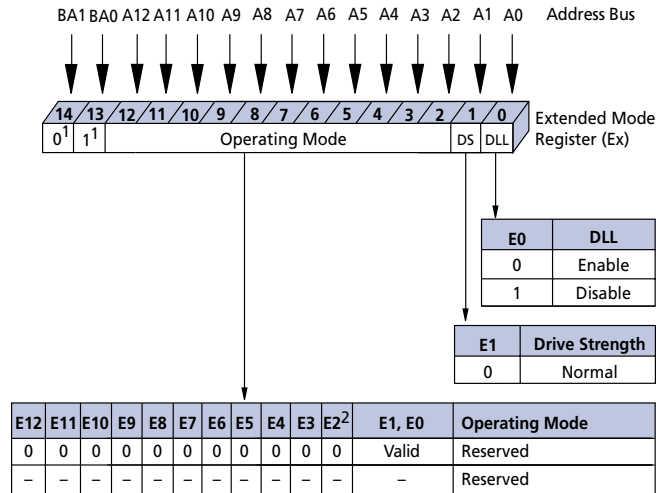 BA1 BA0 A12 A11 A10 A9 A8 A7 A6 A5 A4 A3 A2 A1 A0 Address Bus
14 13 12 11 10 9 8 7 6 5 4 3 2 1 0
Extended Mode
Register (Ex)
0¹ 1¹ Operating Mode DS DLL
E0 DLL
0 Enable
1 Disable
E1 Drive Strength
0 Normal
E12 E11 E10 E9 E8 E7 E6 E5 E4 E3 E2² E1, E0 Operating Mode
0 0 0 0 0 0 0 0 0 0 0 Valid Reserved
– – – – – – – – – – – – Reserved